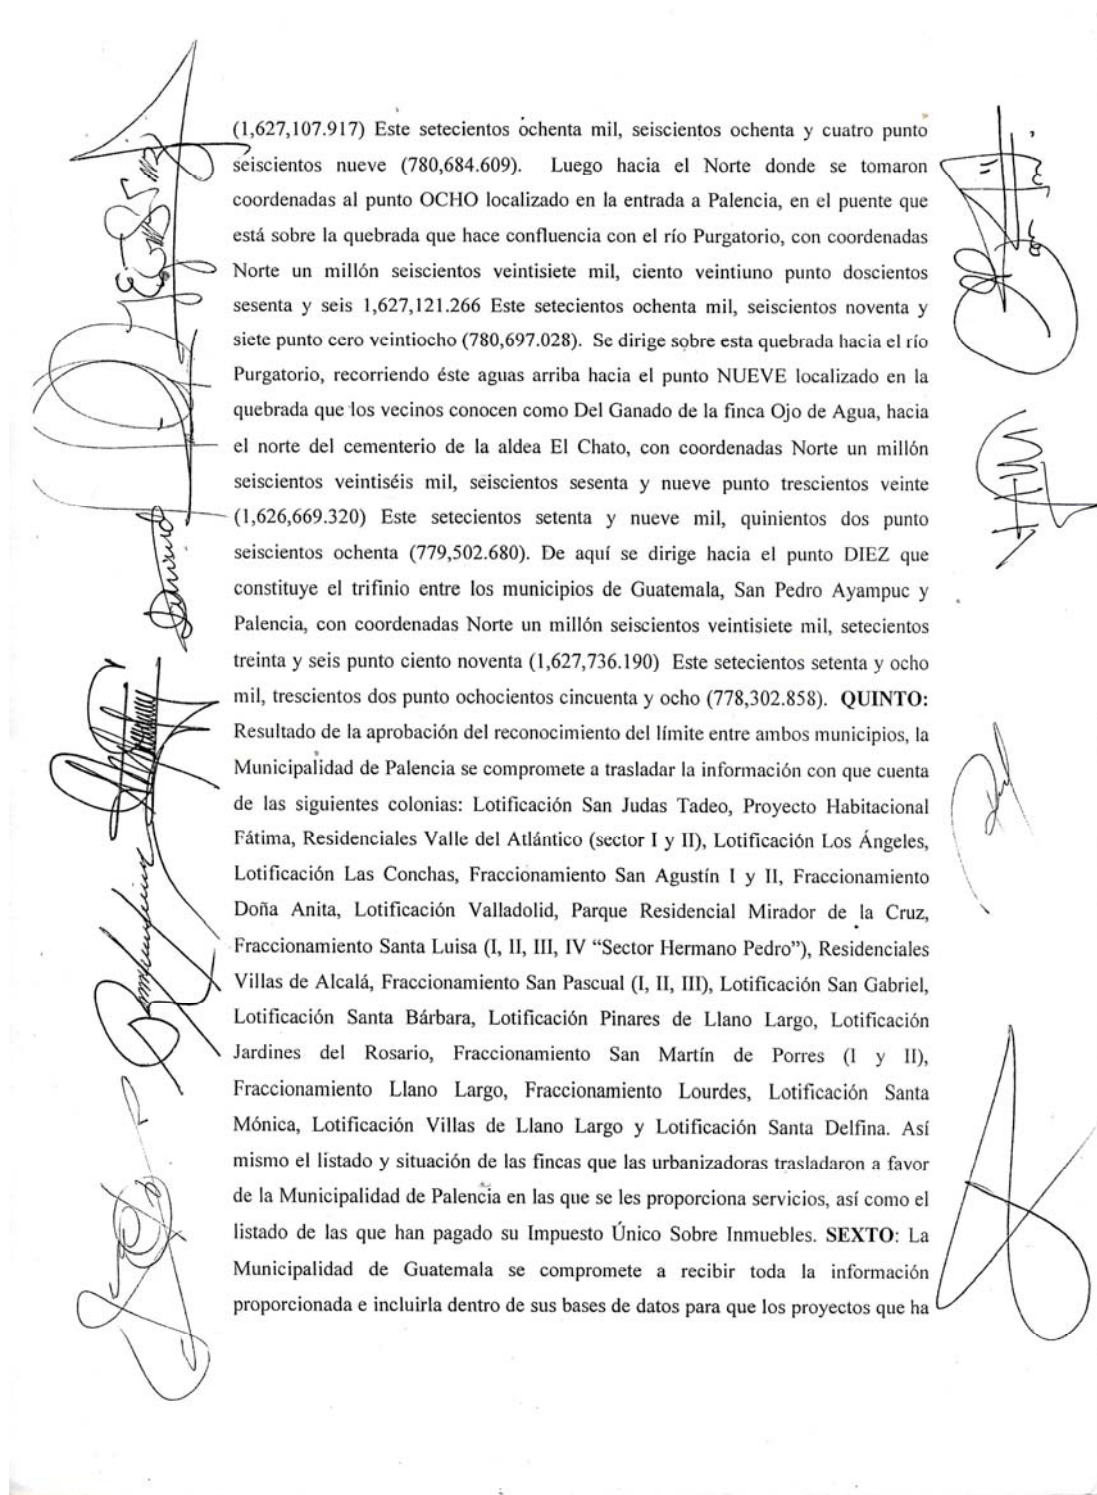 (1,627,107.917) Este setecientos ochenta mil, seiscientos ochenta y cuatro punto
seiscientos nueve (780,684.609). Luego hacia el Norte donde se tomaron
coordenadas al punto OCHO localizado en la entrada a Palencia, en el puente que
está sobre la quebrada que hace confluencia con el río Purgatorio, con coordenadas
Norte un millón seiscientos veintisiete mil, ciento veintiuno punto doscientos
sesenta y seis 1,627,121.266 Este setecientos ochenta mil, seiscientos noventa y
siete punto cero veintiocho (780,697.028). Se dirige sobre esta quebrada hacia el río
Purgatorio, recorriendo éste aguas arriba hacia el punto NUEVE localizado en la
quebrada que los vecinos conocen como Del Ganado de la finca Ojo de Agua, hacia
el norte del cementerio de la aldea El Chato, con coordenadas Norte un millón
seiscientos veintiséis mil, seiscientos sesenta y nueve punto trescientos veinte
(1,626,669.320) Este setecientos setenta y nueve mil, quinientos dos punto
seiscientos ochenta (779,502.680). De aquí se dirige hacia el punto DIEZ que
constituye el trifinio entre los municipios de Guatemala, San Pedro Ayampuc y
Palencia, con coordenadas Norte un millón seiscientos veintisiete mil, setecientos
treinta y seis punto ciento noventa (1,627,736.190) Este setecientos setenta y ocho
mil, trescientos dos punto ochocientos cincuenta y ocho (778,302.858). QUINTO:
Resultado de la aprobación del reconocimiento del límite entre ambos municipios, la
Municipalidad de Palencia se compromete a trasladar la información con que cuenta
de las siguientes colonias: Lotificación San Judas Tadeo, Proyecto Habitacional
Fátima, Residenciales Valle del Atlántico (sector I y II), Lotificación Los Ángeles,
Lotificación Las Conchas, Fraccionamiento San Agustín I y II, Fraccionamiento
Doña Anita, Lotificación Valladolid, Parque Residencial Mirador de la Cruz,
Fraccionamiento Santa Luisa (I, II, III, IV “Sector Hermano Pedro”), Residenciales
Villas de Alcalá, Fraccionamiento San Pascual (I, II, III), Lotificación San Gabriel,
Lotificación Santa Bárbara, Lotificación Pinares de Llano Largo, Lotificación
Jardines del Rosario, Fraccionamiento San Martín de Porres (I y II),
Fraccionamiento Llano Largo, Fraccionamiento Lourdes, Lotificación Santa
Mónica, Lotificación Villas de Llano Largo y Lotificación Santa Delfina. Así
mismo el listado y situación de las fincas que las urbanizadoras trasladaron a favor
de la Municipalidad de Palencia en las que se les proporciona servicios, así como el
listado de las que han pagado su Impuesto Único Sobre Inmuebles. SEXTO: La
Municipalidad de Guatemala se compromete a recibir toda la información
proporcionada e incluirla dentro de sus bases de datos para que los proyectos que ha